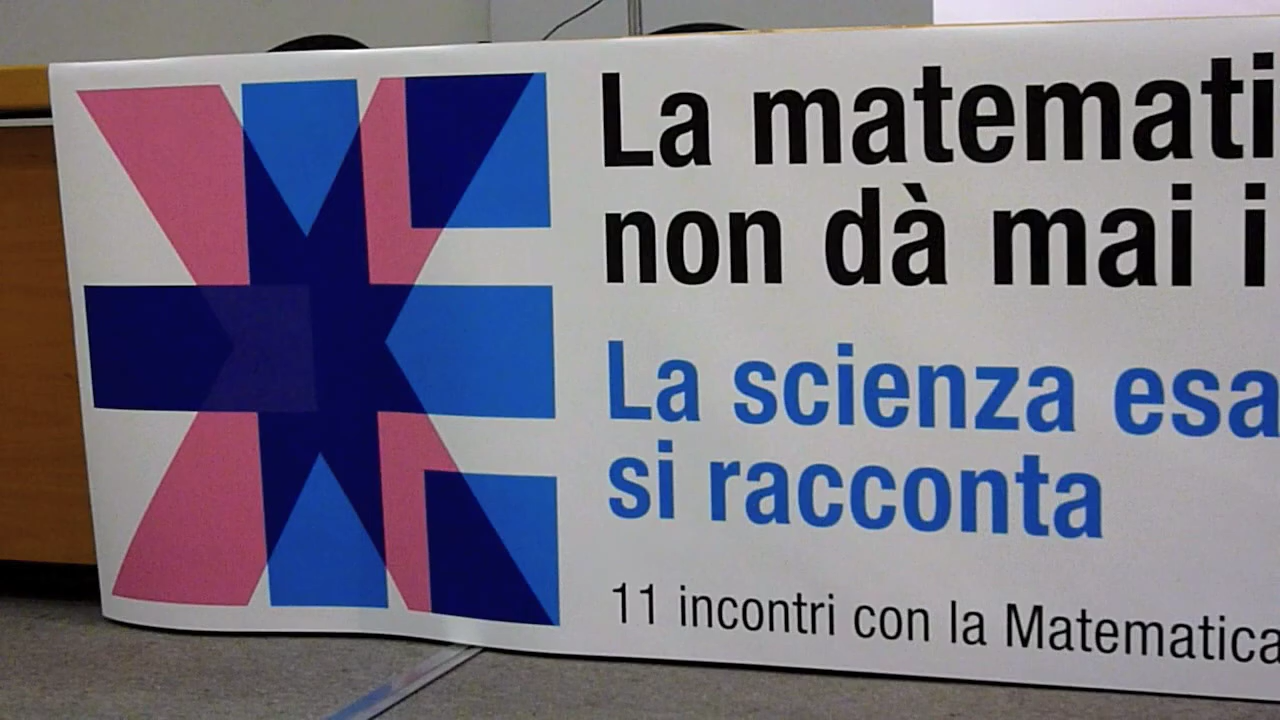 La matemati
non dà mai i
La scienza esa
si racconta
11 incontri con la Matematica